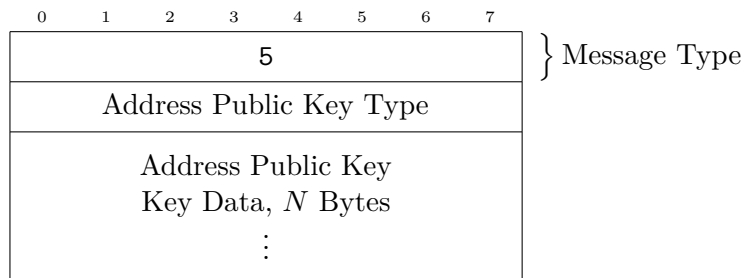 0 1 2 3 4 5 6 7
5
Message Type
Address Public Key Type
Address Public Key
Key Data, N Bytes
⋮